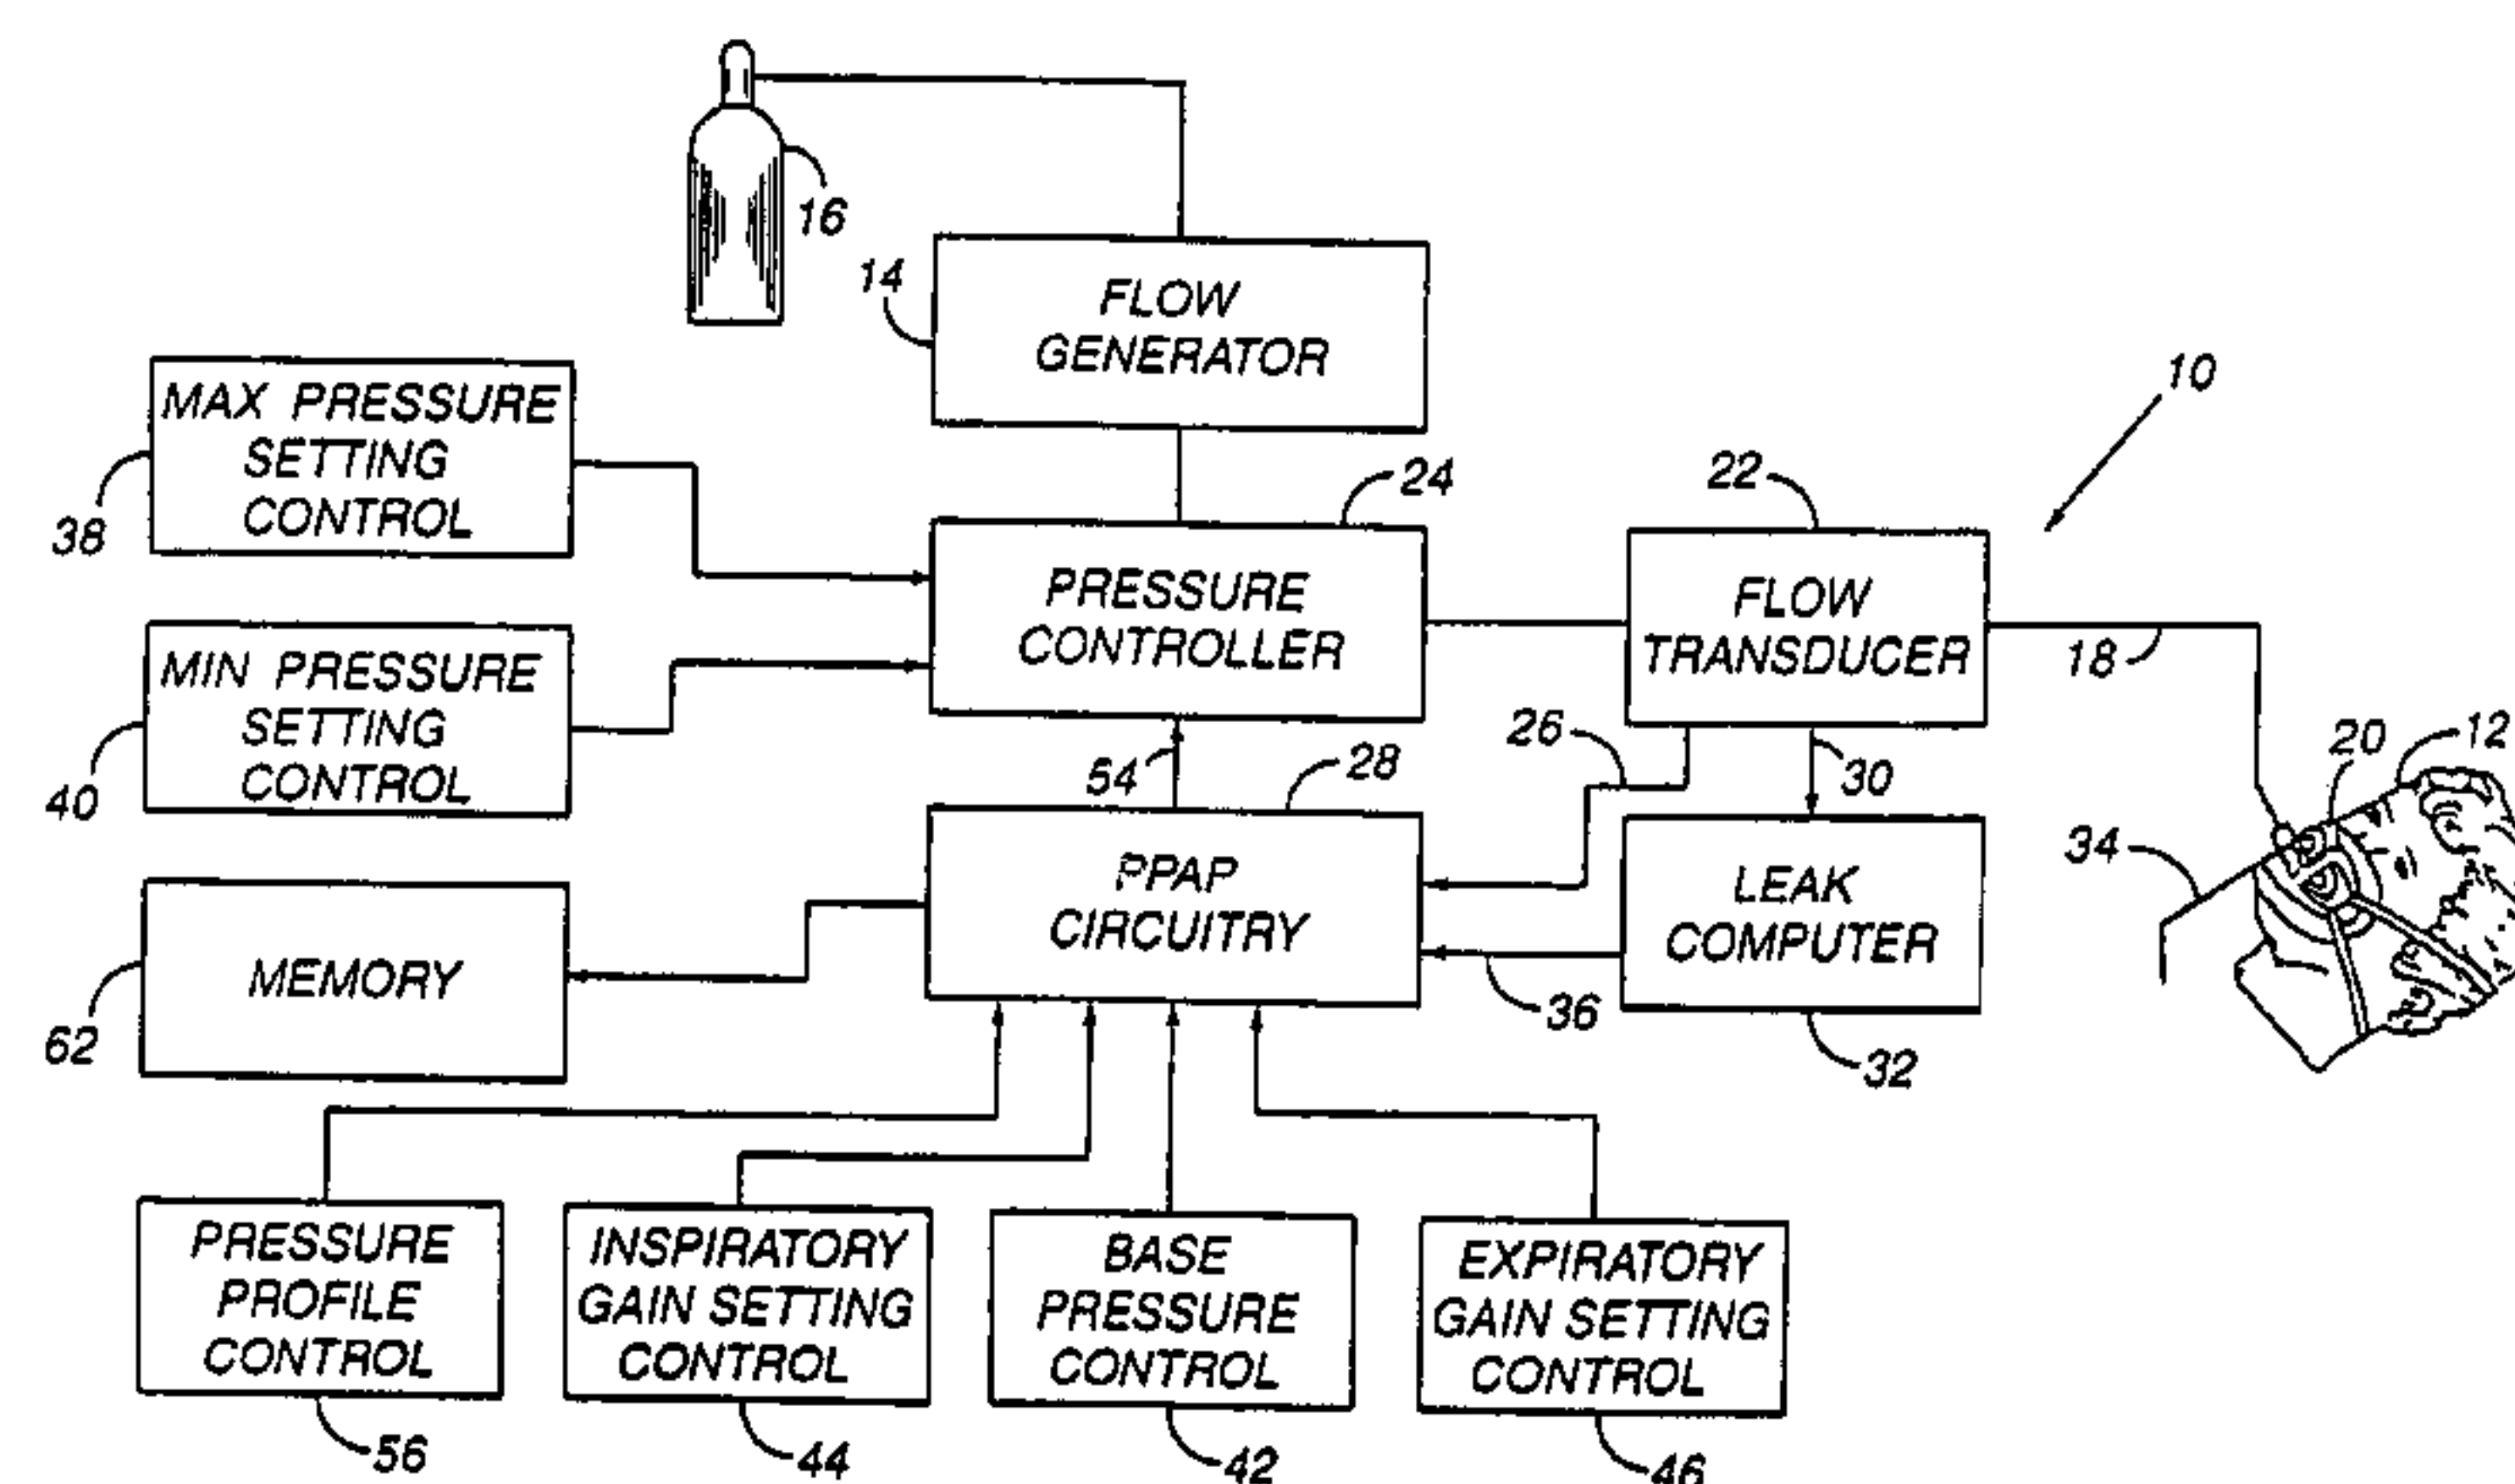 16
14
FLOW
GENERATOR
10
MAX PRESSURE
SETTING
CONTROL
38
24
22
PRESSURE
CONTROLLER
FLOW
TRANSDUCER
18
MIN PRESSURE
SETTING
CONTROL
40
54
28
26
30
20
12
34
PPAP
CIRCUITRY
LEAK
COMPUTER
MEMORY
62
36
32
PRESSURE
PROFILE
CONTROL
56
INSPIRATORY
GAIN SETTING
CONTROL
44
BASE
PRESSURE
CONTROL
42
EXPIRATORY
GAIN SETTING
CONTROL
46